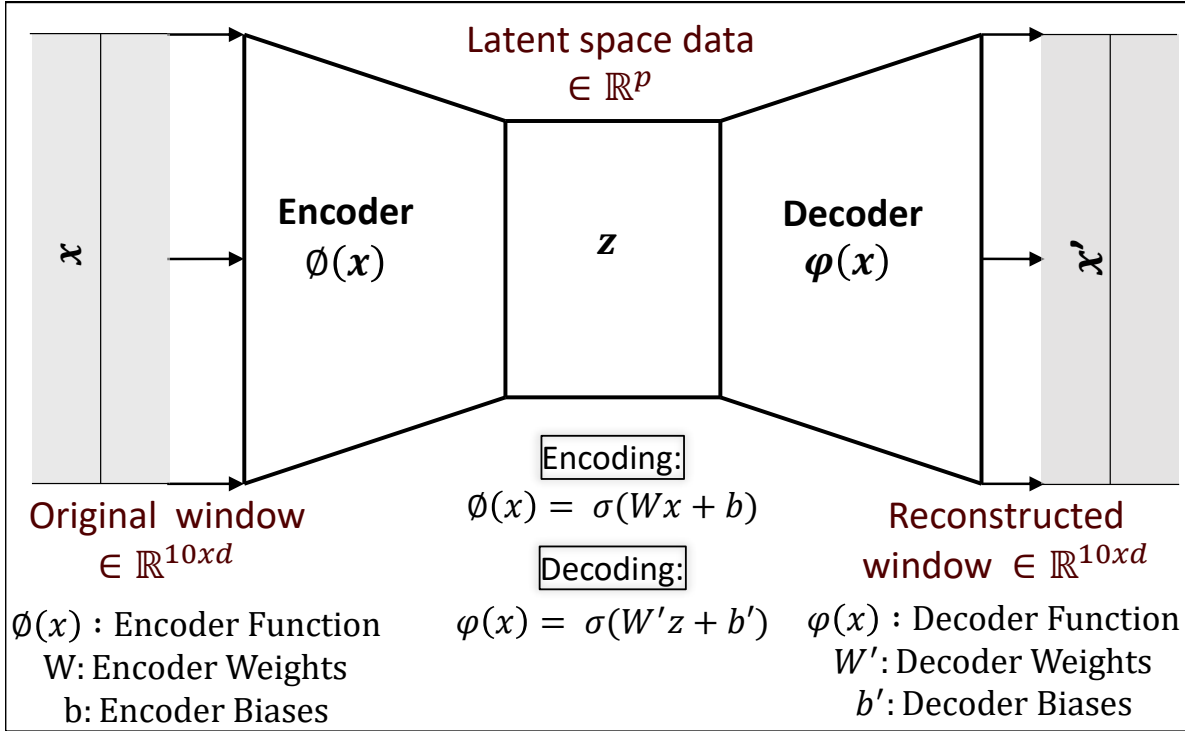 Latent space data
∈ ℝ^p
x
Encoder
∅(x)
z
Decoder
φ(x)
x'
Original window
∈ ℝ^10xd
Encoding:
∅(x) = σ(Wx + b)
Decoding:
φ(x) = σ(W'z + b')
Reconstructed
window ∈ ℝ^10xd
∅(x) : Encoder Function
W: Encoder Weights
b: Encoder Biases
φ(x) : Decoder Function
W': Decoder Weights
b': Decoder Biases